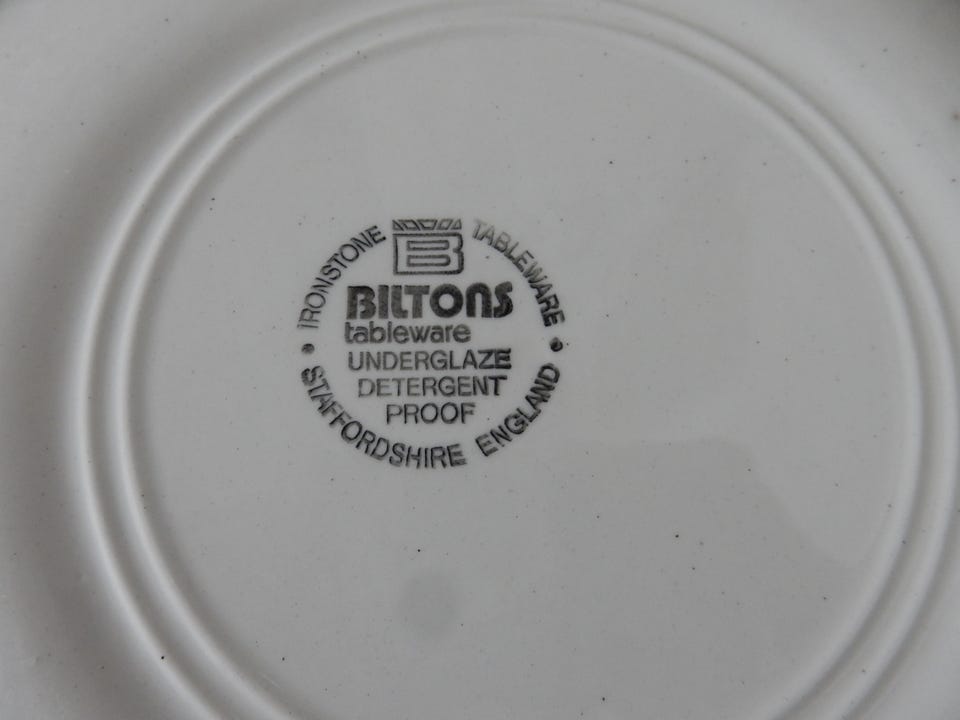 IRONSTONE TABLEWARE
B
BILTONS
tableware
UNDERGLAZE
DETERGENT
PROOF
• STAFFORDSHIRE ENGLAND •